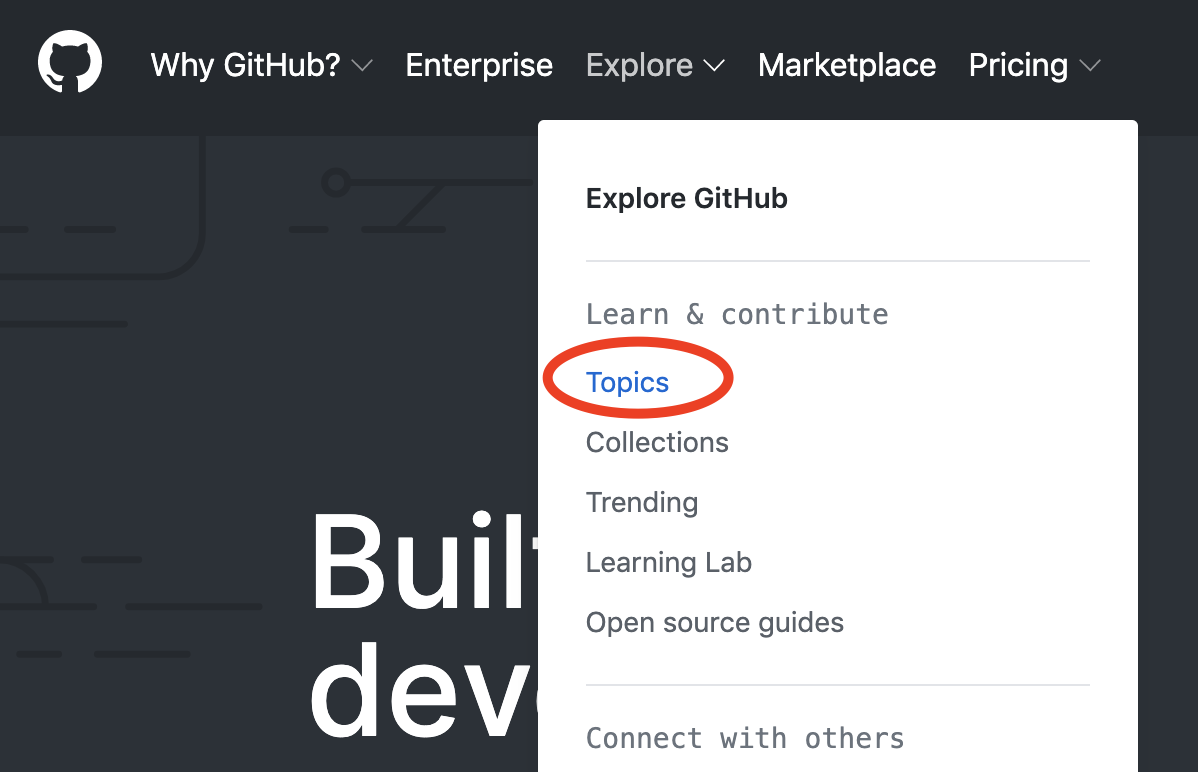 Why GitHub? Enterprise Explore Marketplace Pricing
Explore GitHub
Learn & contribute
Topics
Collections
Trending
Learning Lab
Open source guides
Connect with others
Built
dev